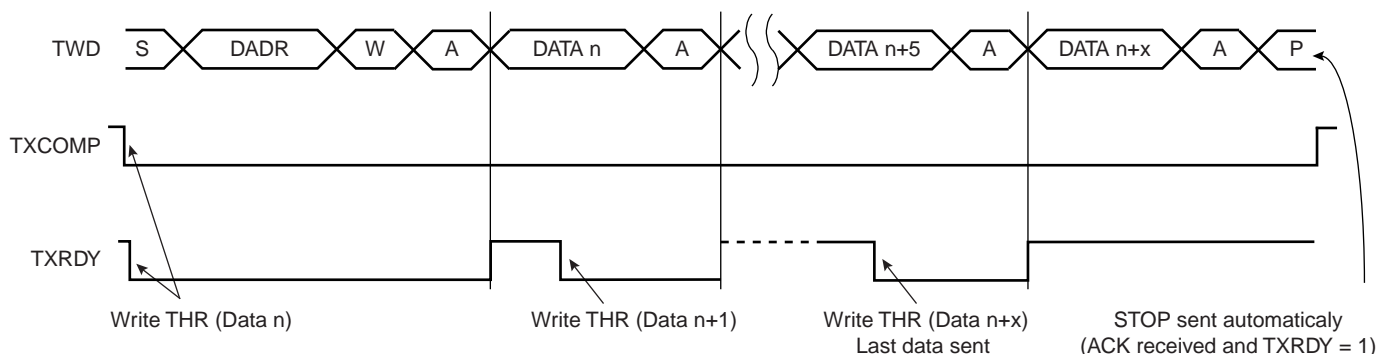 TWD S DADR W A DATA n A DATA n+5 A DATA n+x A P
TXCOMP
TXRDY
Write THR (Data n) Write THR (Data n+1) Write THR (Data n+x) STOP sent automaticaly
Last data sent (ACK received and TXRDY = 1)